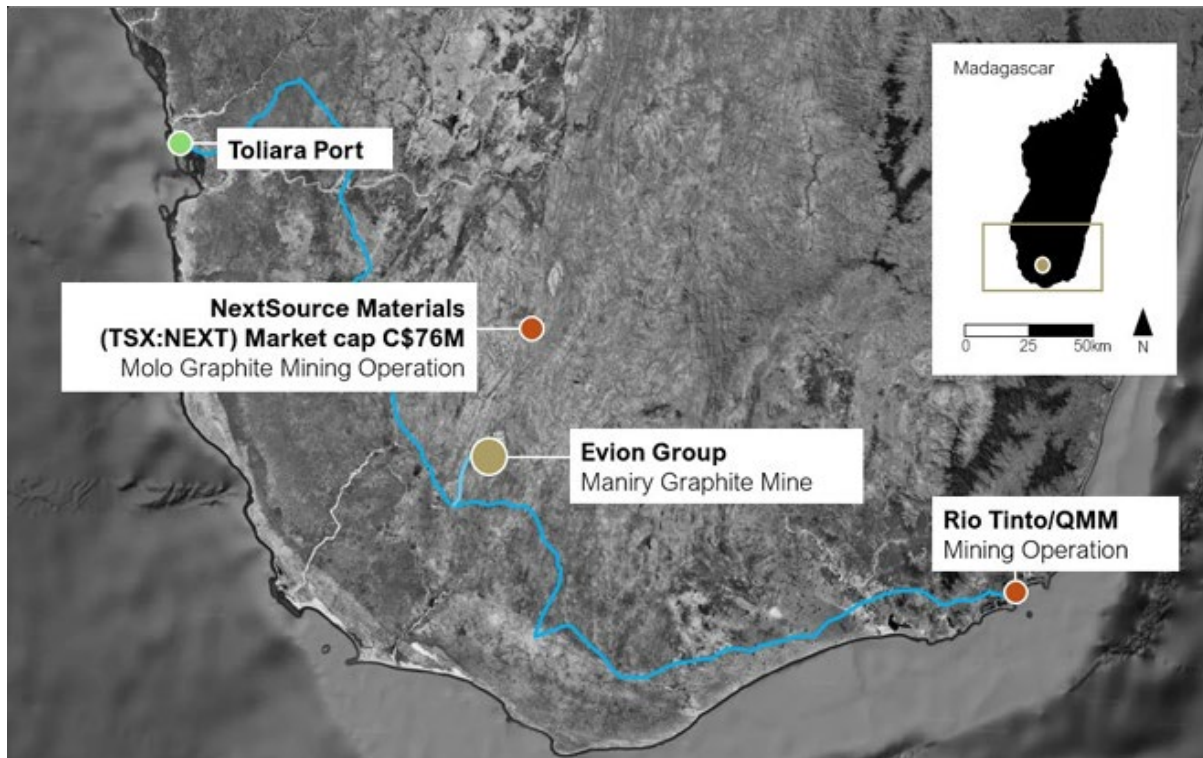 Toliara Port
NextSource Materials
(TSX:NEXT) Market cap C$76M
Molo Graphite Mining Operation
Evion Group
Maniry Graphite Mine
Rio Tinto/QMM
Mining Operation
Madagascar
0 25 50km
N